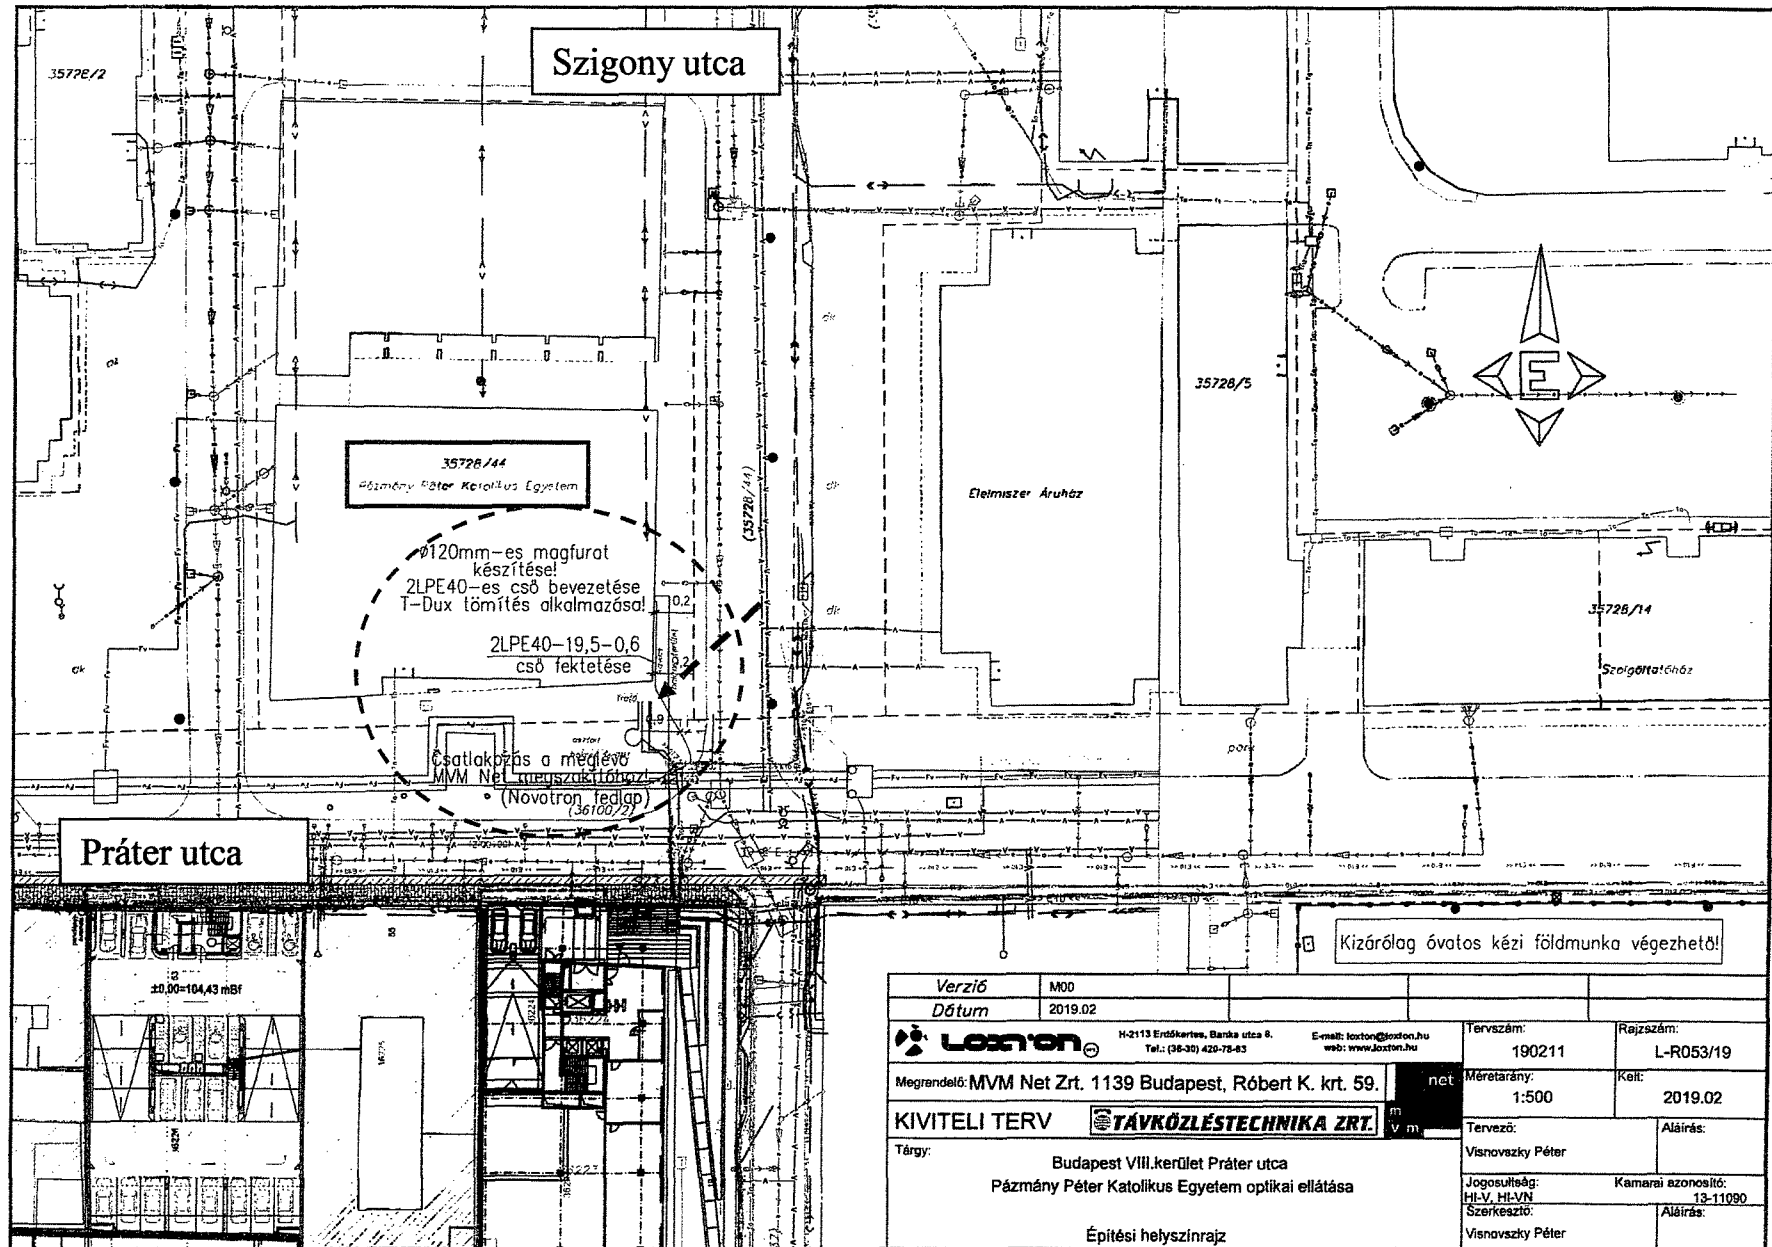 Szigony utca
35728/2
35728/5
35728/44
Pázmány Péter Katolikus Egyetem
(35728/44)
Élelmiszer Áruház
ø120mm-es magfurat
készítése!
2LPE40-es cső bevezetése
T-Dux tömítés alkalmazása!
0,2
2LPE40-19,5-0,6
cső fektetése
35728/14
Szolgáltatóház
park
Csatlakozás a meglévő
MVM Net megszakítóhoz!
(Novotron fedlap)
(36100/2)
Práter utca
E
Kizárólag óvatos kézi földmunka végezhető!
±0,00=104,43 mBf
Verzió M00
Dátum 2019.02
LOXTON
H-2113 Erdőkertes, Banka utca 6.
Tel.: (36-30) 420-78-83
E-mail: loxton@loxton.hu
web: www.loxton.hu
Tervszám:
190211
Rajzszám:
L-R053/19
Megrendelő: MVM Net Zrt. 1139 Budapest, Róbert K. krt. 59.
net
mvm
Méretarány:
1:500
Kelt:
2019.02
KIVITELI TERV
TÁVKÖZLÉSTECHNIKA ZRT.
Tervező:
Visnovszky Péter
Aláírás:
Tárgy:
Budapest VIII.kerület Práter utca
Pázmány Péter Katolikus Egyetem optikai ellátása
Építési helyszínrajz
Jogosultság:
HI-V, HI-VN
Kamarai azonosító:
13-11090
Szerkesztő:
Visnovszky Péter
Aláírás: